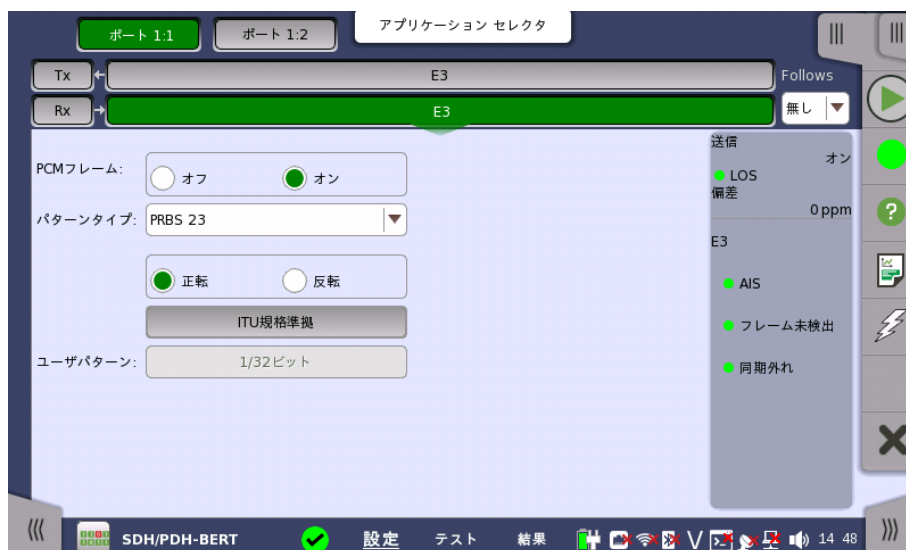 ポート 1:1
ポート 1:2
アプリケーション セレクタ
Tx
E3
Follows
Rx
E3
無し
PCMフレーム:
オフ
オン
パターンタイプ:
PRBS 23
正転
反転
ITU規格準拠
ユーザパターン:
1/32ビット
送信
オン
LOS
偏差
0 ppm
E3
AIS
フレーム未検出
同期外れ
SDH/PDH-BERT
設定
テスト
結果
14 48